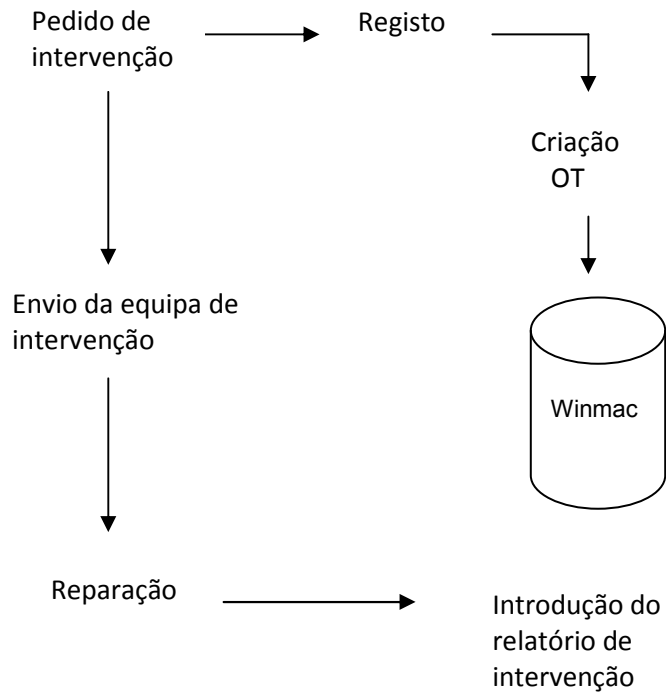 Pedido de
intervenção
Registo
Criação
OT
Envio da equipa de
intervenção
Winmac
Reparação
Introdução do
relatório de
intervenção